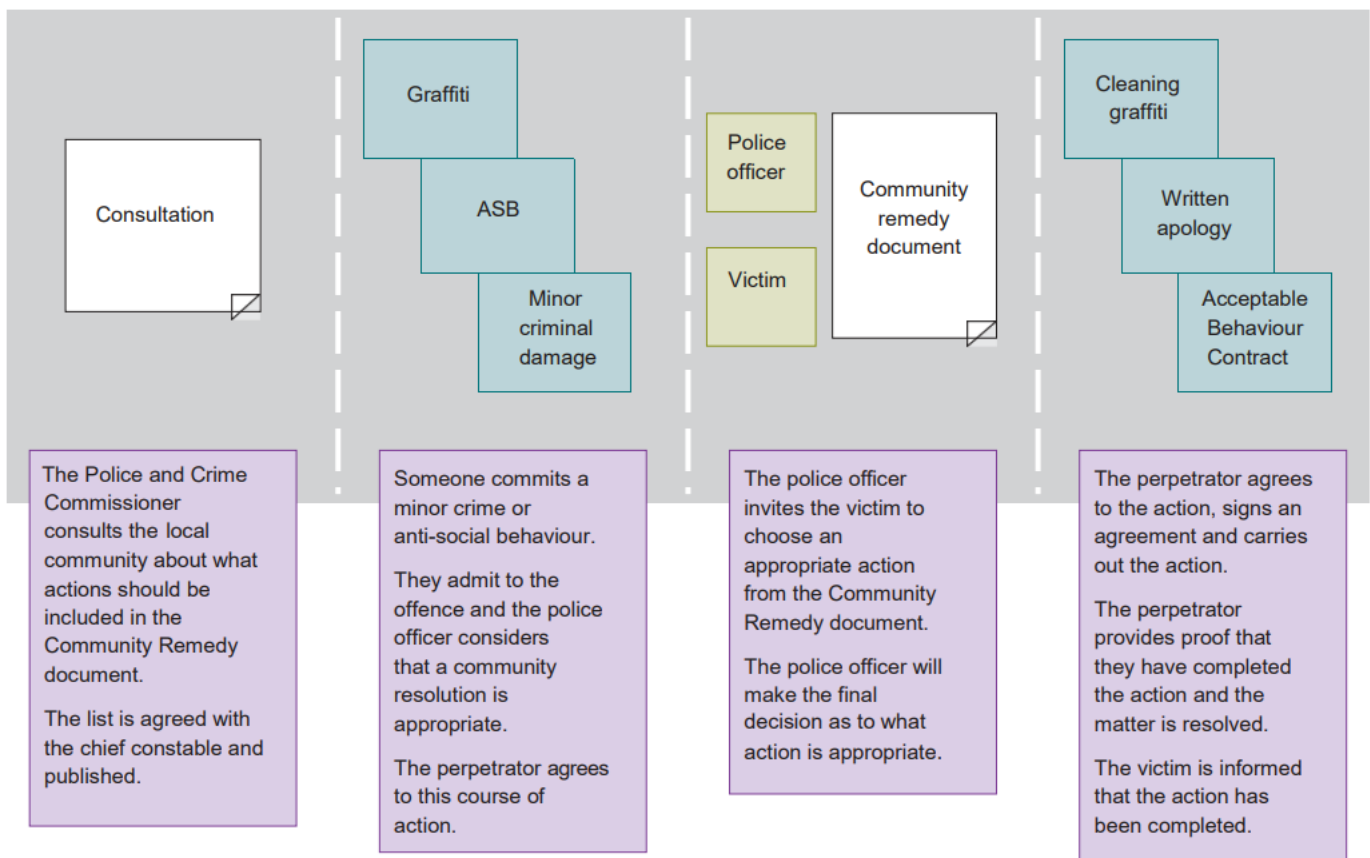 Consultation
Graffiti
ASB
Minor
criminal
damage
Police
officer
Victim
Community
remedy
document
Cleaning
graffiti
Written
apology
Acceptable
Behaviour
Contract
The Police and Crime
Commissioner
consults the local
community about what
actions should be
included in the
Community Remedy
document.
The list is agreed with
the chief constable and
published.
Someone commits a
minor crime or
anti-social behaviour.
They admit to the
offence and the police
officer considers
that a community
resolution is
appropriate.
The perpetrator agrees
to this course of
action.
The police officer
invites the victim to
choose an
appropriate action
from the Community
Remedy document.
The police officer will
make the final
decision as to what
action is appropriate.
The perpetrator agrees
to the action, signs an
agreement and carries
out the action.
The perpetrator
provides proof that
they have completed
the action and the
matter is resolved.
The victim is informed
that the action has
been completed.